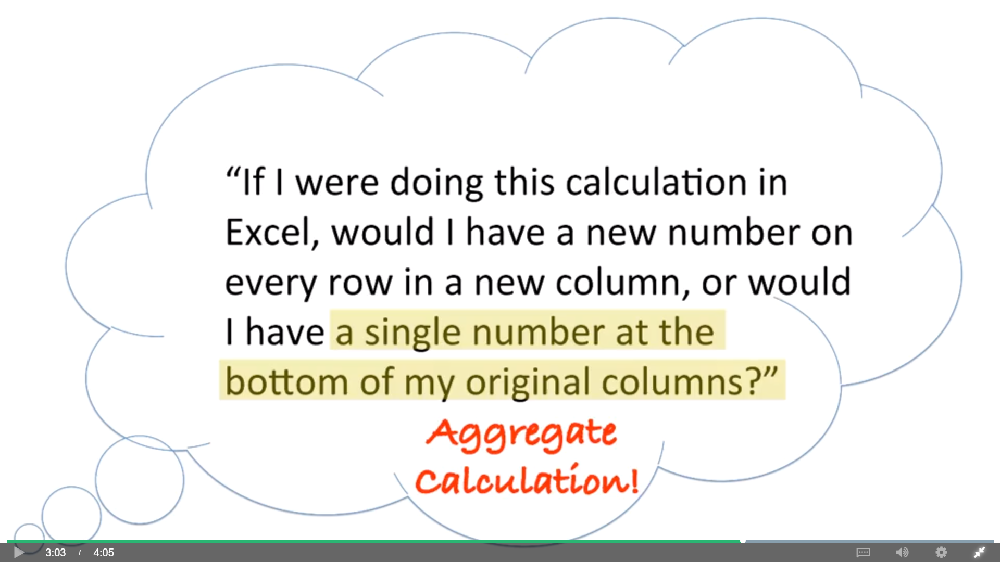 “If I were doing this calculation in
Excel, would I have a new number on
every row in a new column, or would
I have a single number at the
bottom of my original columns?”
Aggregate
Calculation!
3:03 / 4:05